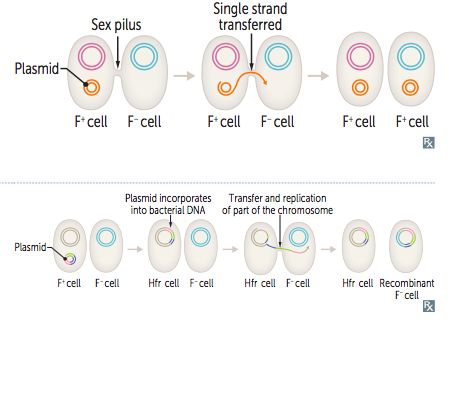 Single strand
Sex pilus transferred
Plasmid
F⁺ cell F⁻ cell F⁺ cell F⁻ cell F⁺ cell F⁺ cell
Rx
Plasmid incorporates Transfer and replication
into bacterial DNA of part of the chromosome
Plasmid
F⁺ cell F⁻ cell Hfr cell F⁻ cell Hfr cell F⁻ cell Hfr cell Recombinant
F⁻ cell
Rx